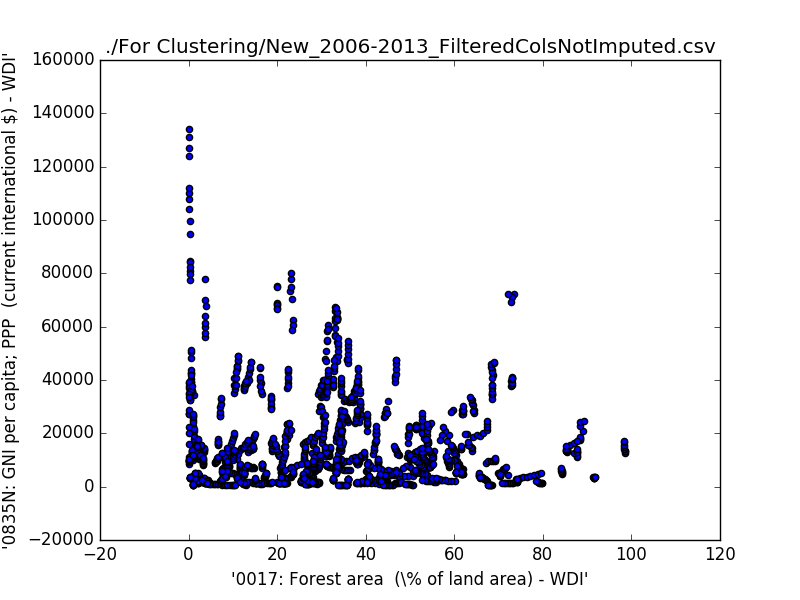 ./For Clustering/New_2006-2013_FilteredColsNotImputed.csv
'0835N: GNI per capita; PPP  (current international $) - WDI'
160000
140000
120000
100000
80000
60000
40000
20000
0
−20000
−20 0 20 40 60 80 100 120
'0017: Forest area  (\% of land area) - WDI'